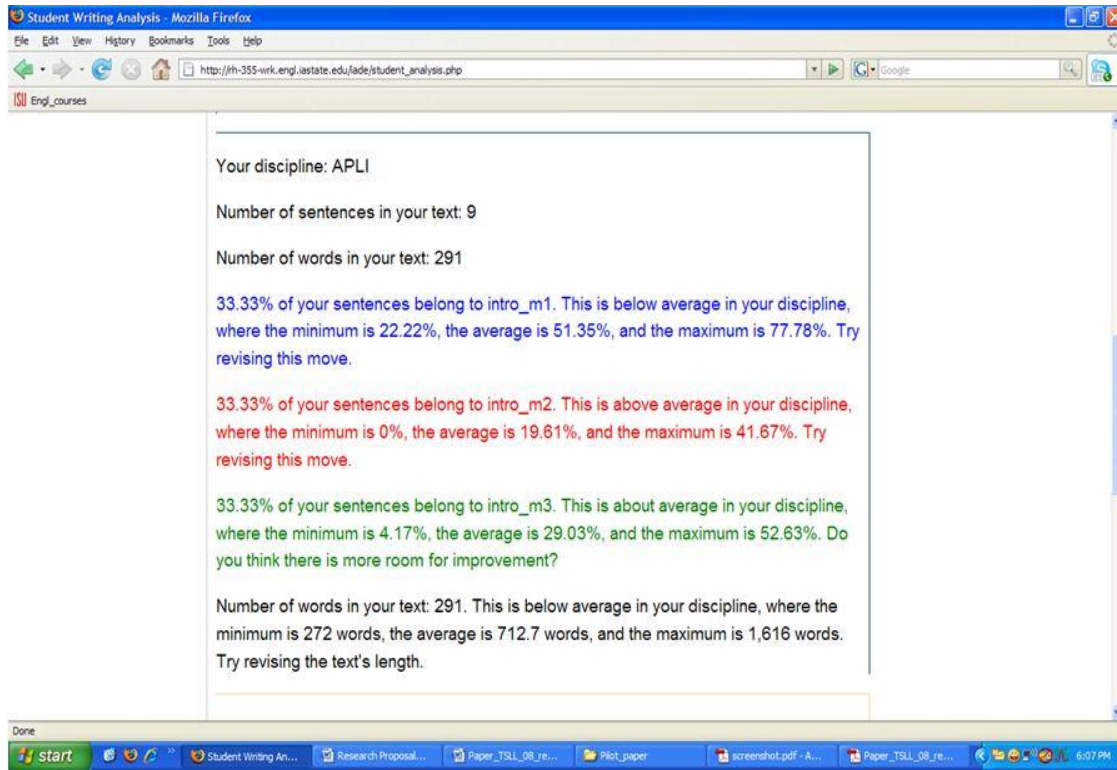 Student Writing Analysis - Mozilla Firefox
File Edit View History Bookmarks Tools Help
http://rh-355-wrk.engl.iastate.edu/iade/student_analysis.php
Google
ISU Engl_courses
Your discipline: APLI
Number of sentences in your text: 9
Number of words in your text: 291
33.33% of your sentences belong to intro_m1. This is below average in your discipline,
where the minimum is 22.22%, the average is 51.35%, and the maximum is 77.78%. Try
revising this move.
33.33% of your sentences belong to intro_m2. This is above average in your discipline,
where the minimum is 0%, the average is 19.61%, and the maximum is 41.67%. Try
revising this move.
33.33% of your sentences belong to intro_m3. This is about average in your discipline,
where the minimum is 4.17%, the average is 29.03%, and the maximum is 52.63%. Do
you think there is more room for improvement?
Number of words in your text: 291. This is below average in your discipline, where the
minimum is 272 words, the average is 712.7 words, and the maximum is 1,616 words.
Try revising the text's length.
Done
start Student Writing An... Research Proposal... Paper_TSLL_08_re... Pilot_paper screenshot.pdf - A... Paper_TSLL_08_re... 6:07 PM